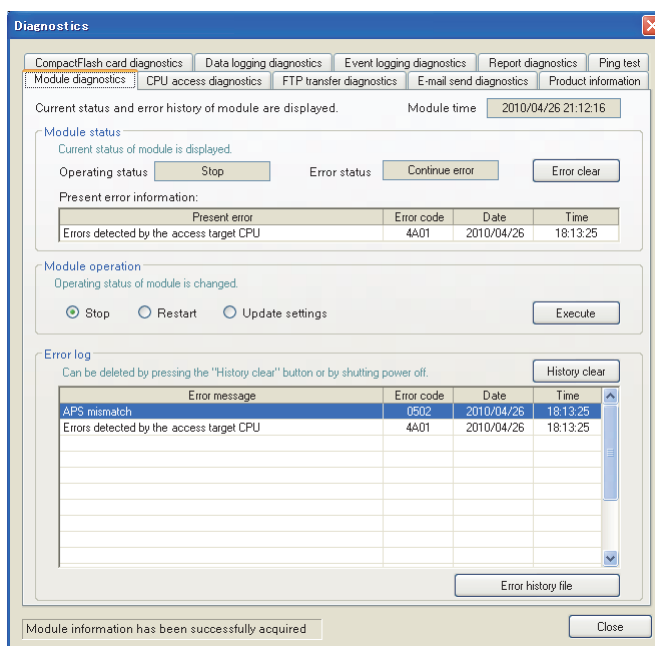 Diagnostics
CompactFlash card diagnostics Data logging diagnostics Event logging diagnostics Report diagnostics Ping test
Module diagnostics CPU access diagnostics FTP transfer diagnostics E-mail send diagnostics Product information
Current status and error history of module are displayed. Module time 2010/04/26 21:12:16
Module status
Current status of module is displayed.
Operating status Stop Error status Continue error Error clear
Present error information:
Present error Error code Date Time
Errors detected by the access target CPU 4A01 2010/04/26 18:13:25
Module operation
Operating status of module is changed.
Stop Restart Update settings Execute
Error log
Can be deleted by pressing the "History clear" button or by shutting power off. History clear
Error message Error code Date Time
APS mismatch 0502 2010/04/26 18:13:25
Errors detected by the access target CPU 4A01 2010/04/26 18:13:25
Error history file
Module information has been successfully acquired Close